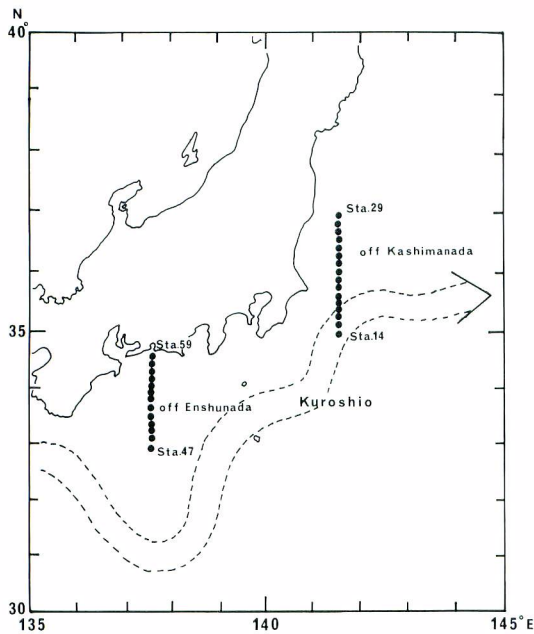 N
40°
Sta.29
off Kashimanada
35
Sta.14
Sta.59
off Enshunada
Kuroshio
Sta.47
30
135
140
145°E